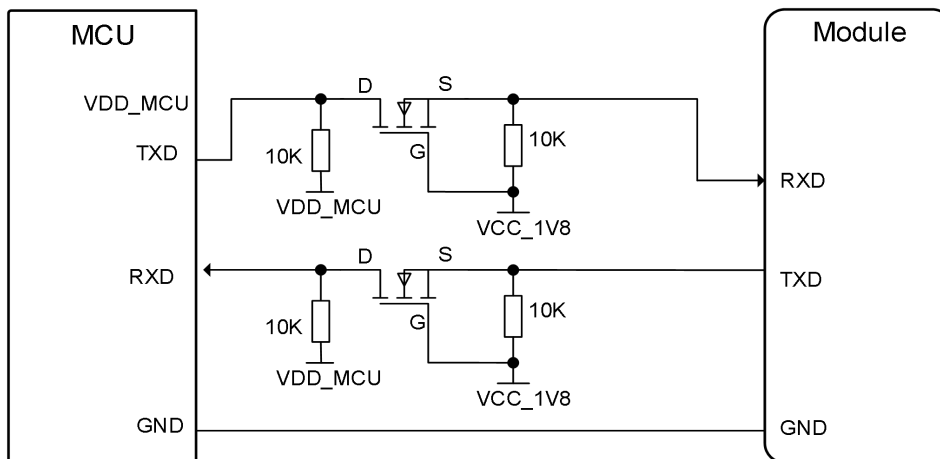 MCU
Module
D
S
VDD_MCU
TXD
10K
G
10K
RXD
VDD_MCU
VCC_1V8
D
S
RXD
TXD
10K
G
10K
VDD_MCU
VCC_1V8
GND
GND